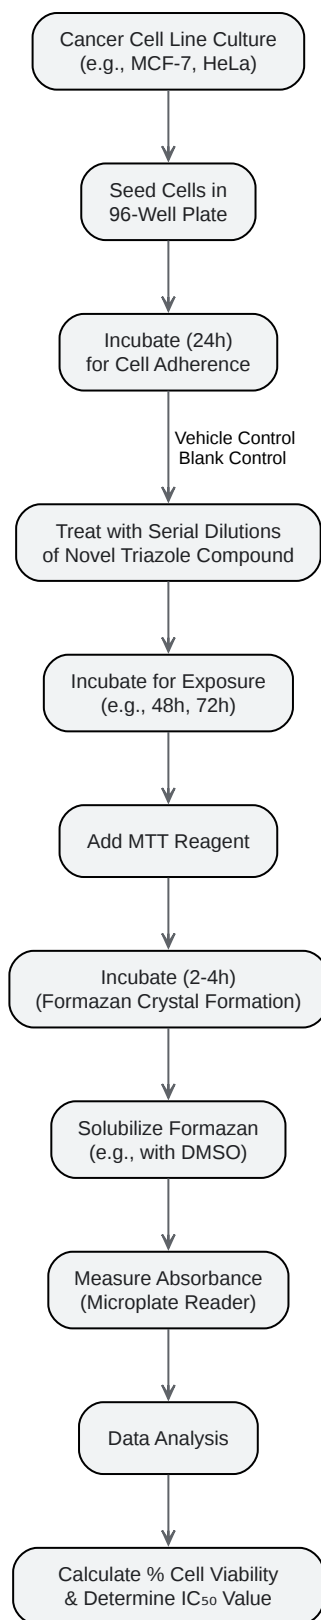 Cancer Cell Line Culture
(e.g., MCF-7, HeLa)
Seed Cells in
96-Well Plate
Incubate (24h)
for Cell Adherence
Vehicle Control
Blank Control
Treat with Serial Dilutions
of Novel Triazole Compound
Incubate for Exposure
(e.g., 48h, 72h)
Add MTT Reagent
Incubate (2-4h)
(Formazan Crystal Formation)
Solubilize Formazan
(e.g., with DMSO)
Measure Absorbance
(Microplate Reader)
Data Analysis
Calculate % Cell Viability
& Determine IC₅₀ Value